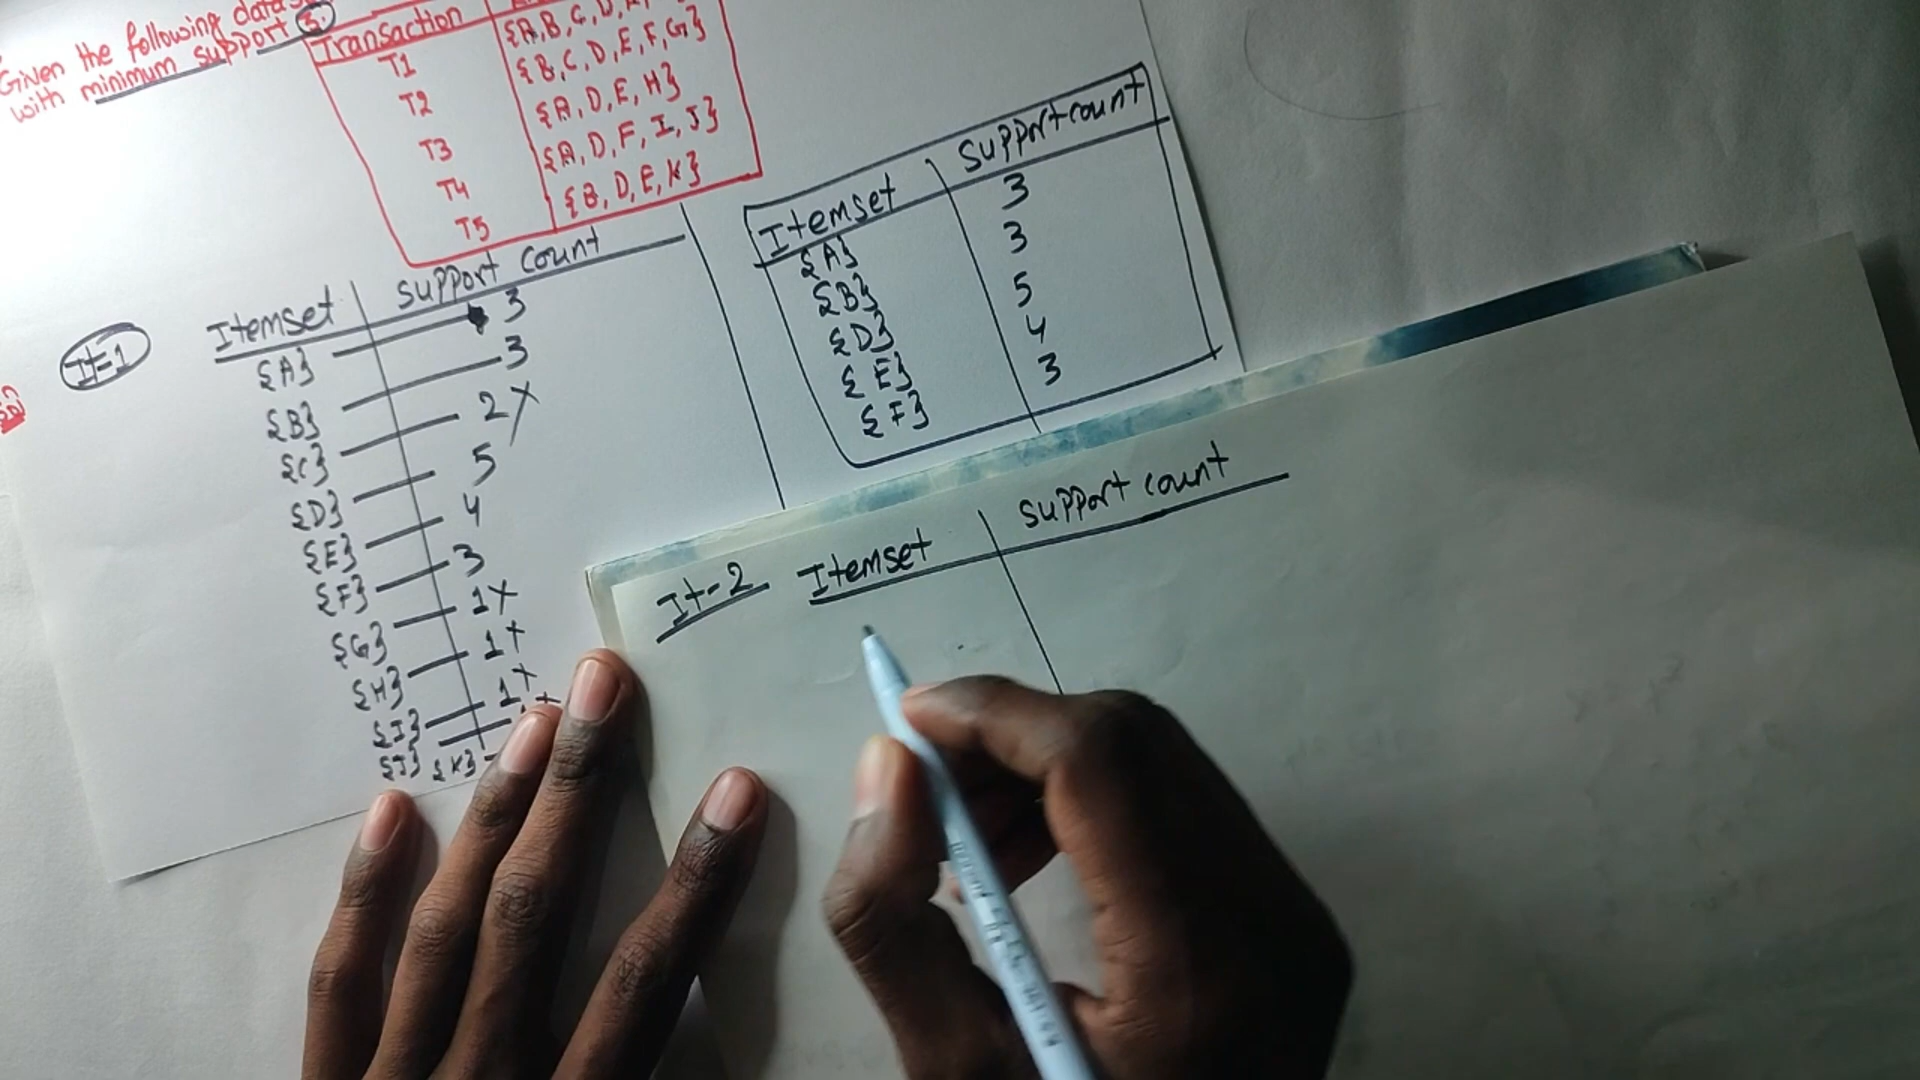 Given the following data
with minimum support 3.
Transaction
T1 {A,B,C,D,
T2 {B,C,D,E,F,G}
T3 {A,D,E,H}
T4 {A,D,F,I,J}
T5 {B,D,E,K}
It=1
Itemset support count
{A} 3
{B} 3
{C} 2 X
{D} 5
{E} 4
{F} 3
{G} 1 X
{H} 1 X
{I} 1 X
{J} {K}
Itemset support count
{A} 3
{B} 3
{D} 5
{E} 4
{F} 3
It-2 Itemset support count